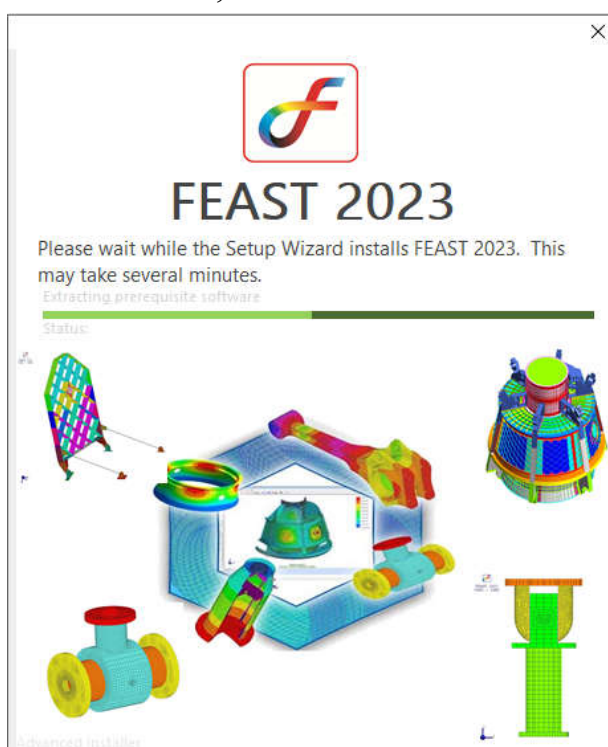 FEAST 2023
Please wait while the Setup Wizard installs FEAST 2023. This
may take several minutes.
Extracting prerequisite software
Status:
Advanced Installer